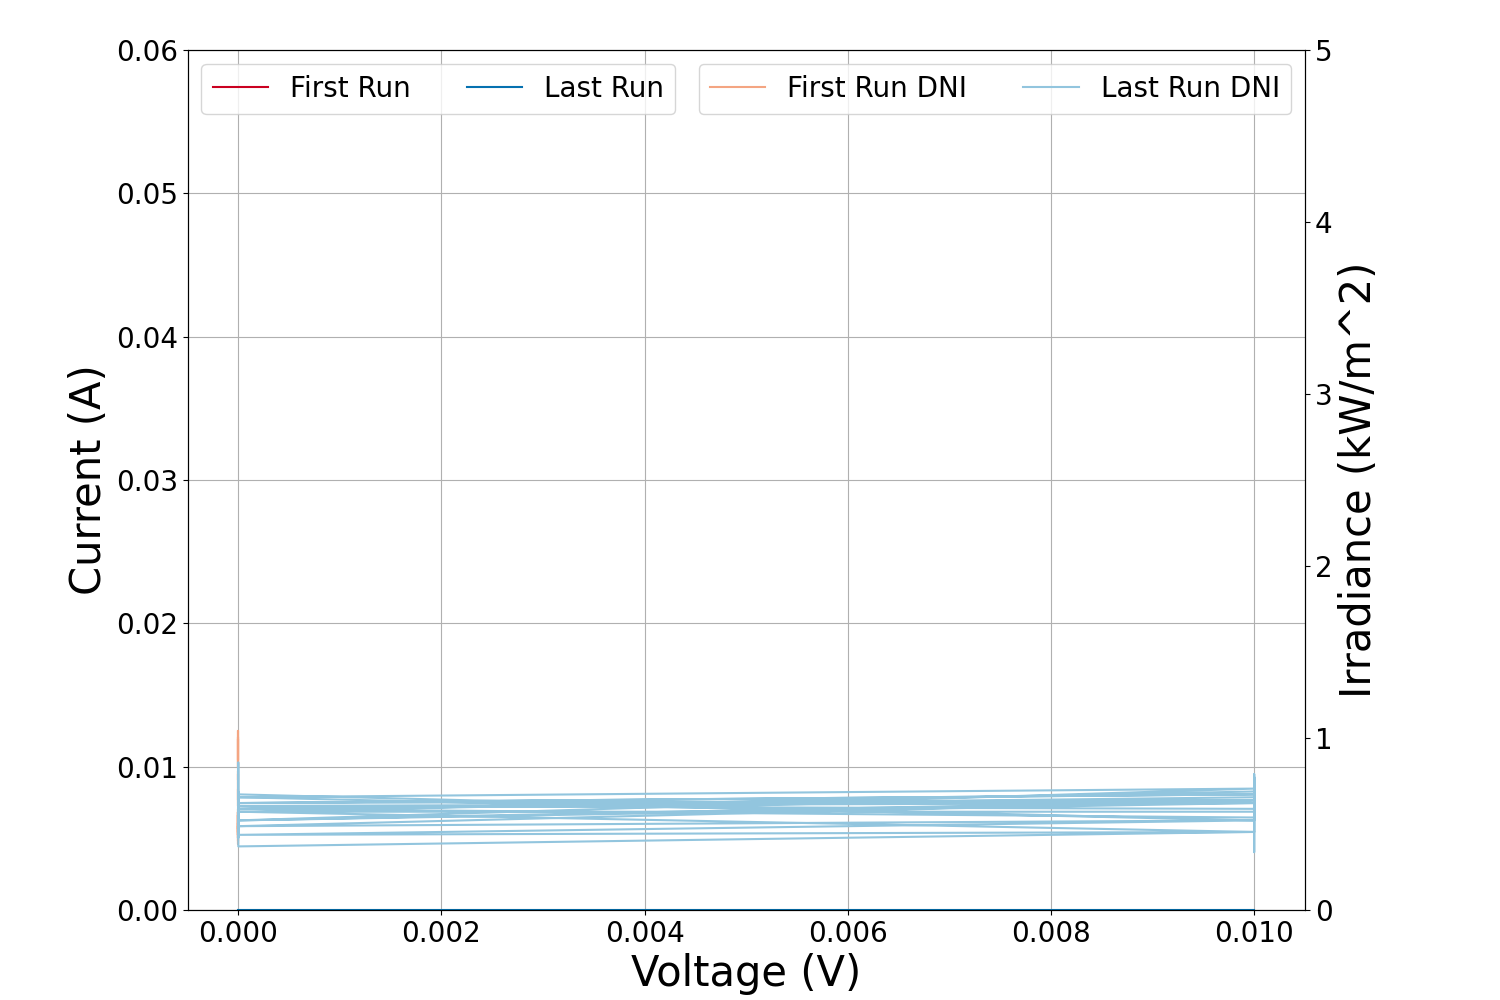 First Run
Last Run
First Run DNI
Last Run DNI
0.06
0.05
0.04
0.03
0.02
0.01
0.00
Current (A)
5
4
3
2
1
0
Irradiance (kW/m^2)
0.000
0.002
0.004
0.006
0.008
0.010
Voltage (V)